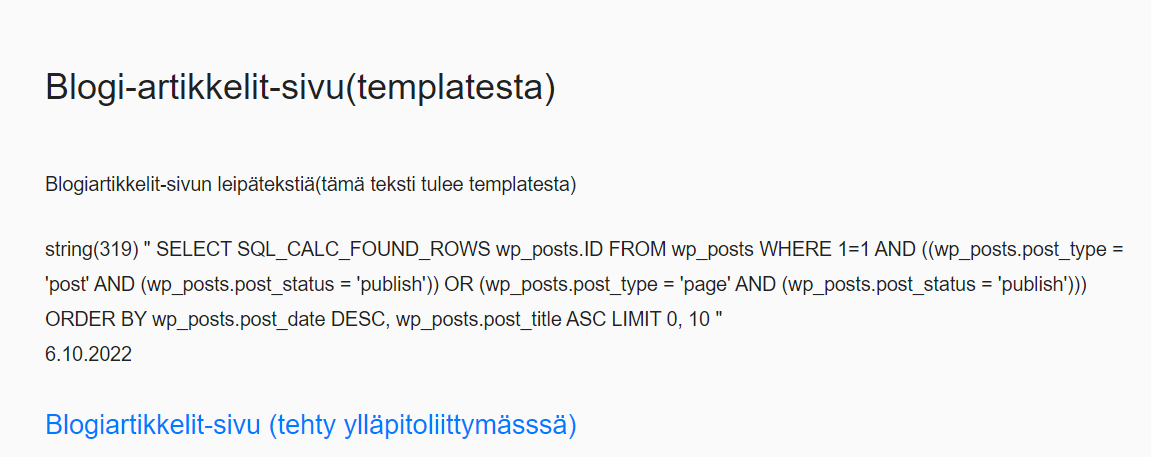 Blogi-artikkelit-sivu(templatesta)
Blogiartikkelit-sivun leipätekstiä(tämä teksti tulee templatesta)
string(319) " SELECT SQL_CALC_FOUND_ROWS wp_posts.ID FROM wp_posts WHERE 1=1 AND ((wp_posts.post_type =
'post' AND (wp_posts.post_status = 'publish')) OR (wp_posts.post_type = 'page' AND (wp_posts.post_status = 'publish')))
ORDER BY wp_posts.post_date DESC, wp_posts.post_title ASC LIMIT 0, 10 "
6.10.2022
Blogiartikkelit-sivu (tehty ylläpitoliittymässsä)